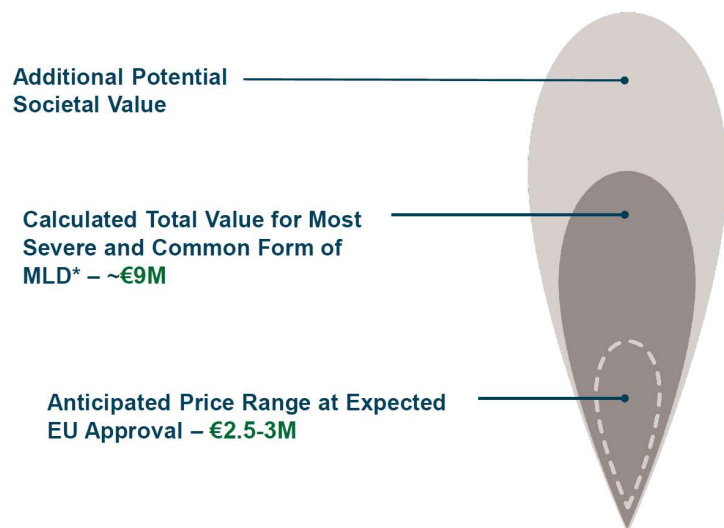 Additional Potential
Societal Value
Calculated Total Value for Most
Severe and Common Form of
MLD* – ~€9M
Anticipated Price Range at Expected
EU Approval – €2.5-3M